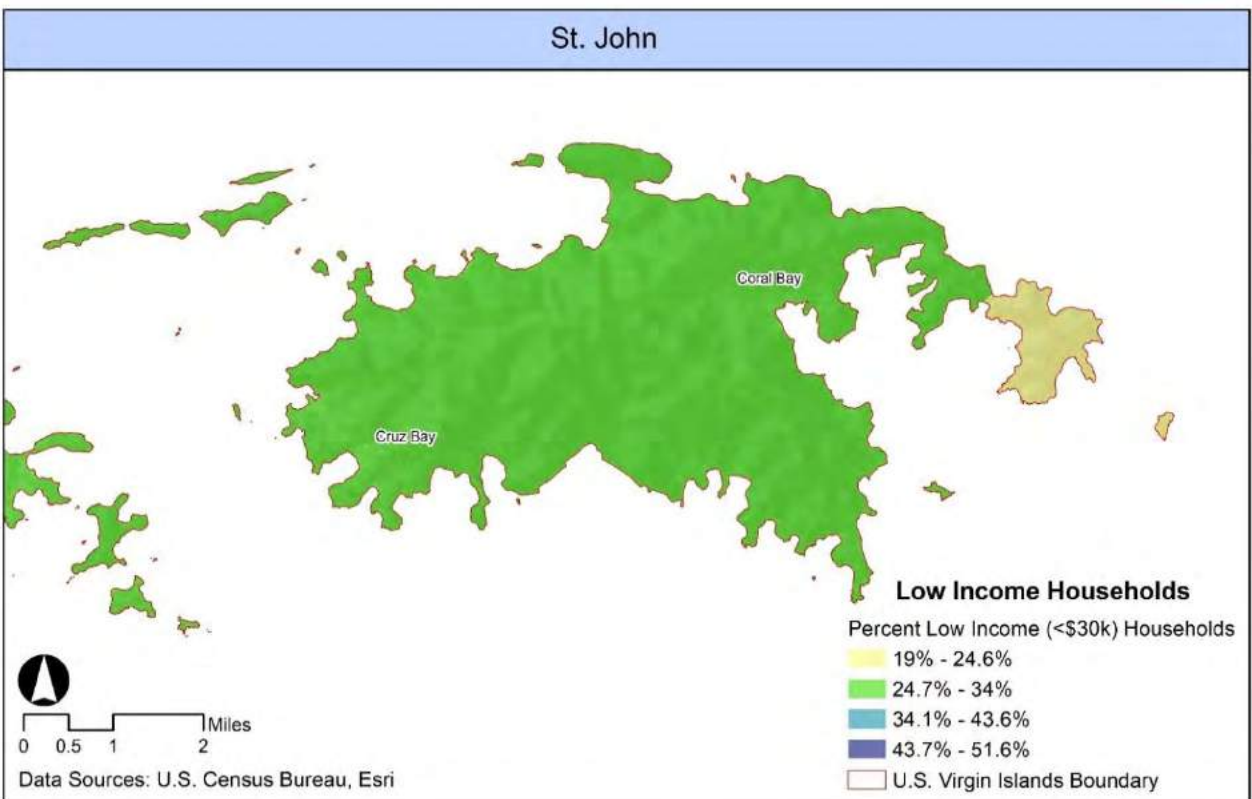 St. John
Coral Bay
Cruz Bay
Low Income Households
Percent Low Income (<$30k) Households
19% - 24.6%
24.7% - 34%
34.1% - 43.6%
43.7% - 51.6%
U.S. Virgin Islands Boundary
Miles
0 0.5 1 2
Data Sources: U.S. Census Bureau, Esri